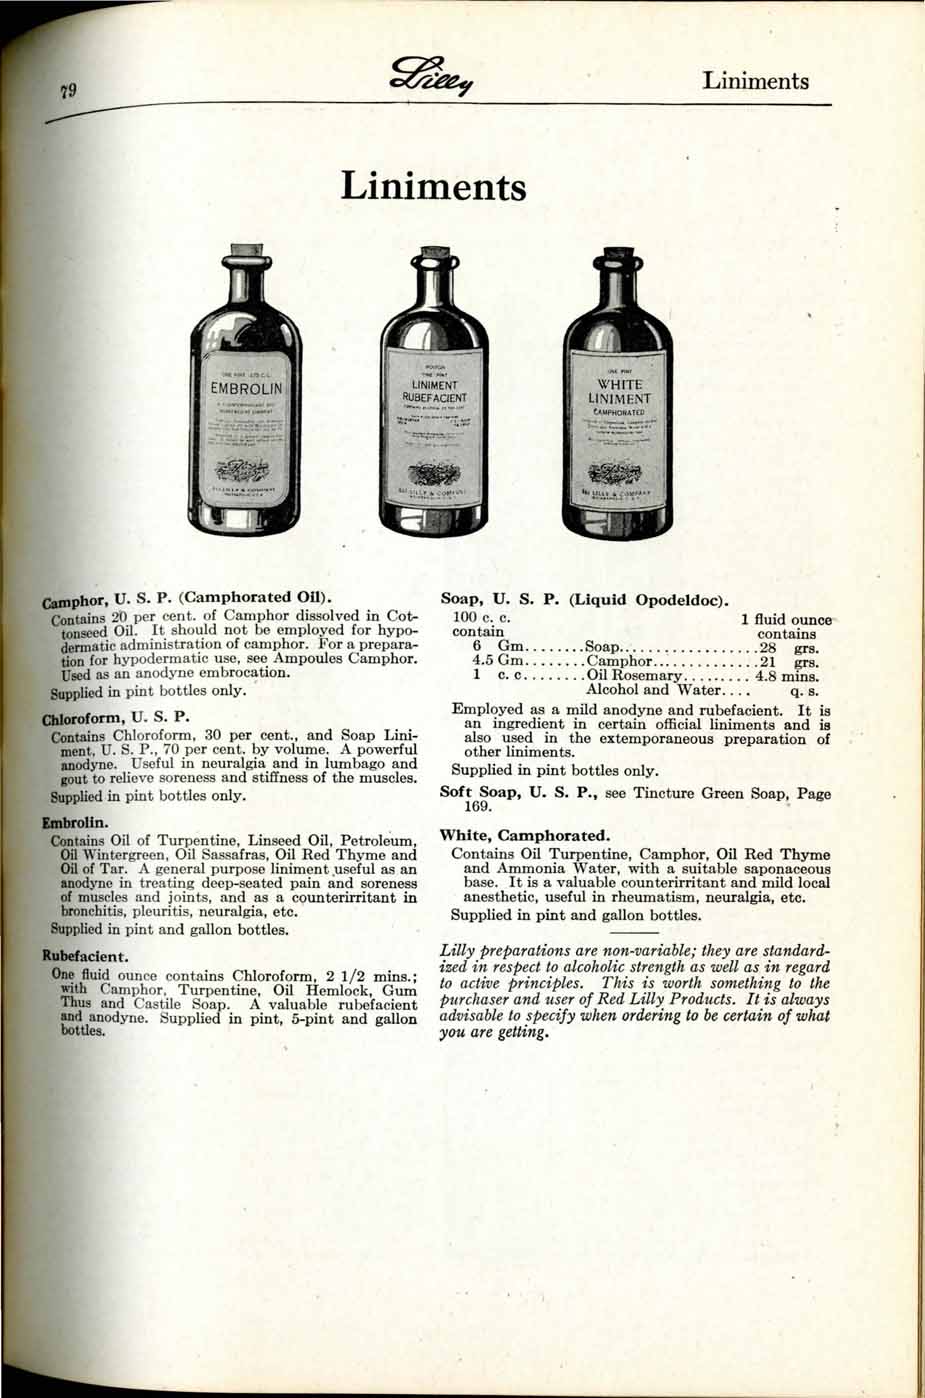 79
Lilly
Liniments
Liniments
ONE PINT
EMBROLIN
ELI LILLY & COMPANY
POISON
ONE PINT
LINIMENT
RUBEFACIENT
ELI LILLY & COMPANY
ONE PINT
WHITE
LINIMENT
CAMPHORATED
ELI LILLY & COMPANY
Camphor, U. S. P. (Camphorated Oil).
Contains 20 per cent. of Camphor dissolved in Cot-
tonseed Oil. It should not be employed for hypo-
dermatic administration of camphor. For a prepara-
tion for hypodermatic use, see Ampoules Camphor.
Used as an anodyne embrocation.
Supplied in pint bottles only.
Chloroform, U. S. P.
Contains Chloroform, 30 per cent., and Soap Lini-
ment, U. S. P., 70 per cent. by volume. A powerful
anodyne. Useful in neuralgia and in lumbago and
gout to relieve soreness and stiffness of the muscles.
Supplied in pint bottles only.
Embrolin.
Contains Oil of Turpentine, Linseed Oil, Petroleum,
Oil Wintergreen, Oil Sassafras, Oil Red Thyme and
Oil of Tar. A general purpose liniment useful as an
anodyne in treating deep-seated pain and soreness
of muscles and joints, and as a counterirritant in
bronchitis, pleuritis, neuralgia, etc.
Supplied in pint and gallon bottles.
Rubefacient.
One fluid ounce contains Chloroform, 2 1/2 mins.;
with Camphor, Turpentine, Oil Hemlock, Gum
Thus and Castile Soap. A valuable rubefacient
and anodyne. Supplied in pint, 5-pint and gallon
bottles.
Soap, U. S. P. (Liquid Opodeldoc).
100 c. c. 1 fluid ounce
contain contains
6 Gm........Soap.................28 grs.
4.5 Gm........Camphor..............21 grs.
1 c. c........Oil Rosemary......... 4.8 mins.
Alcohol and Water.... q. s.
Employed as a mild anodyne and rubefacient. It is
an ingredient in certain official liniments and is
also used in the extemporaneous preparation of
other liniments.
Supplied in pint bottles only.
Soft Soap, U. S. P., see Tincture Green Soap, Page
169.
White, Camphorated.
Contains Oil Turpentine, Camphor, Oil Red Thyme
and Ammonia Water, with a suitable saponaceous
base. It is a valuable counterirritant and mild local
anesthetic, useful in rheumatism, neuralgia, etc.
Supplied in pint and gallon bottles.
Lilly preparations are non-variable; they are standard-
ized in respect to alcoholic strength as well as in regard
to active principles. This is worth something to the
purchaser and user of Red Lilly Products. It is always
advisable to specify when ordering to be certain of what
you are getting.